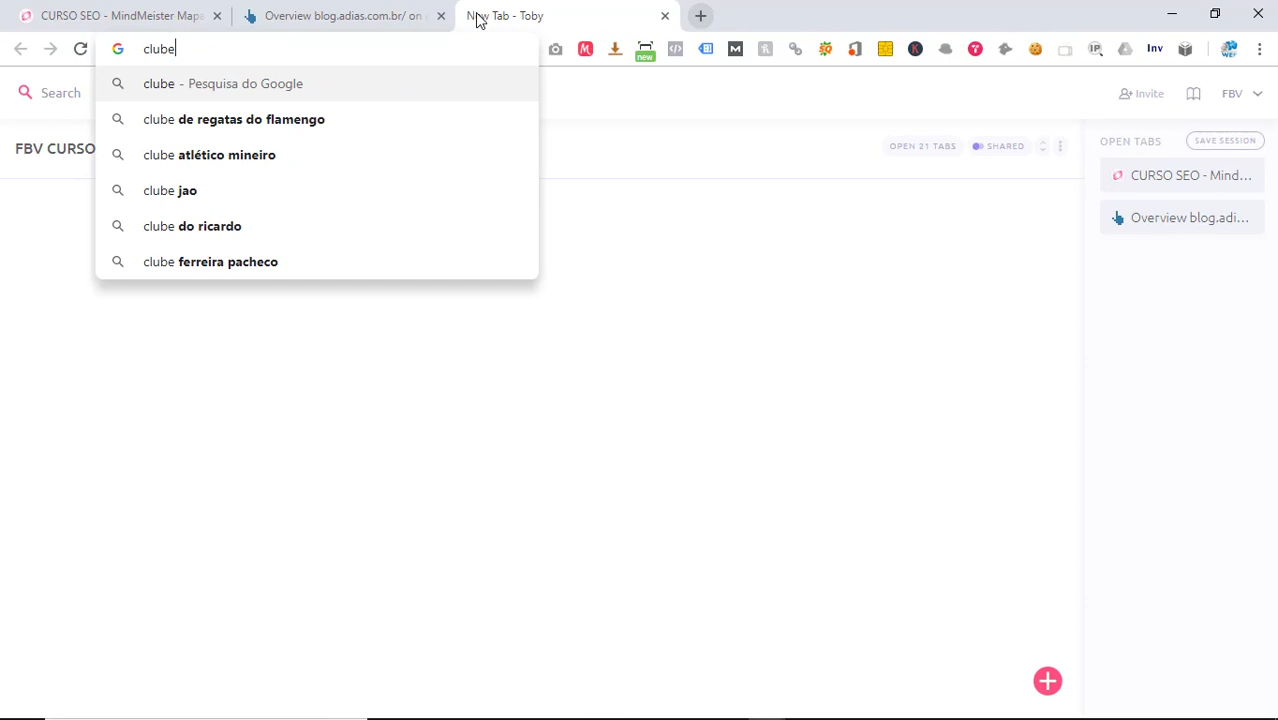 CURSO SEO - MindMeister Mapa
Overview blog.adias.com.br/ on
New Tab - Toby
clube
new
Inv
clube - Pesquisa do Google
clube de regatas do flamengo
clube atlético mineiro
clube jao
clube do ricardo
clube ferreira pacheco
Search
Invite
FBV
FBV CURSO
OPEN 21 TABS
SHARED
OPEN TABS
SAVE SESSION
CURSO SEO - Mind...
Overview blog.adi...